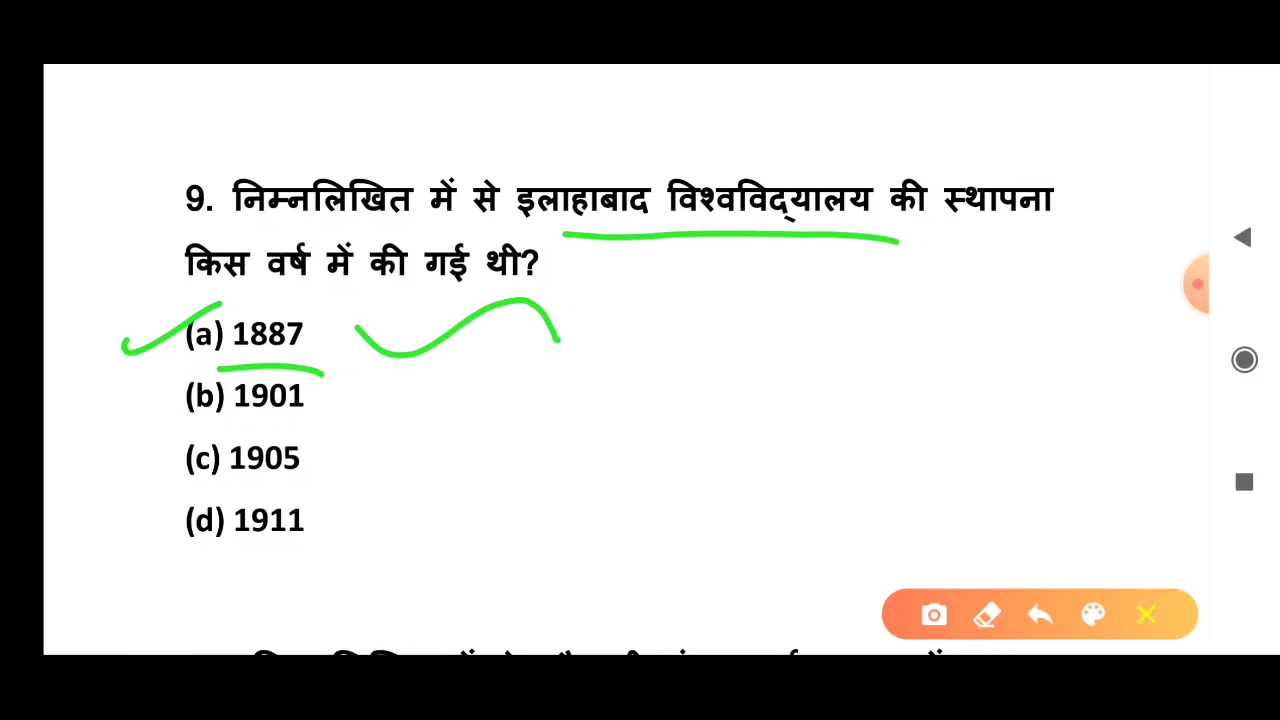 9. निम्नलिखित में से इलाहाबाद विश्वविद्यालय की स्थापना
किस वर्ष में की गई थी?
(a) 1887
(b) 1901
(c) 1905
(d) 1911